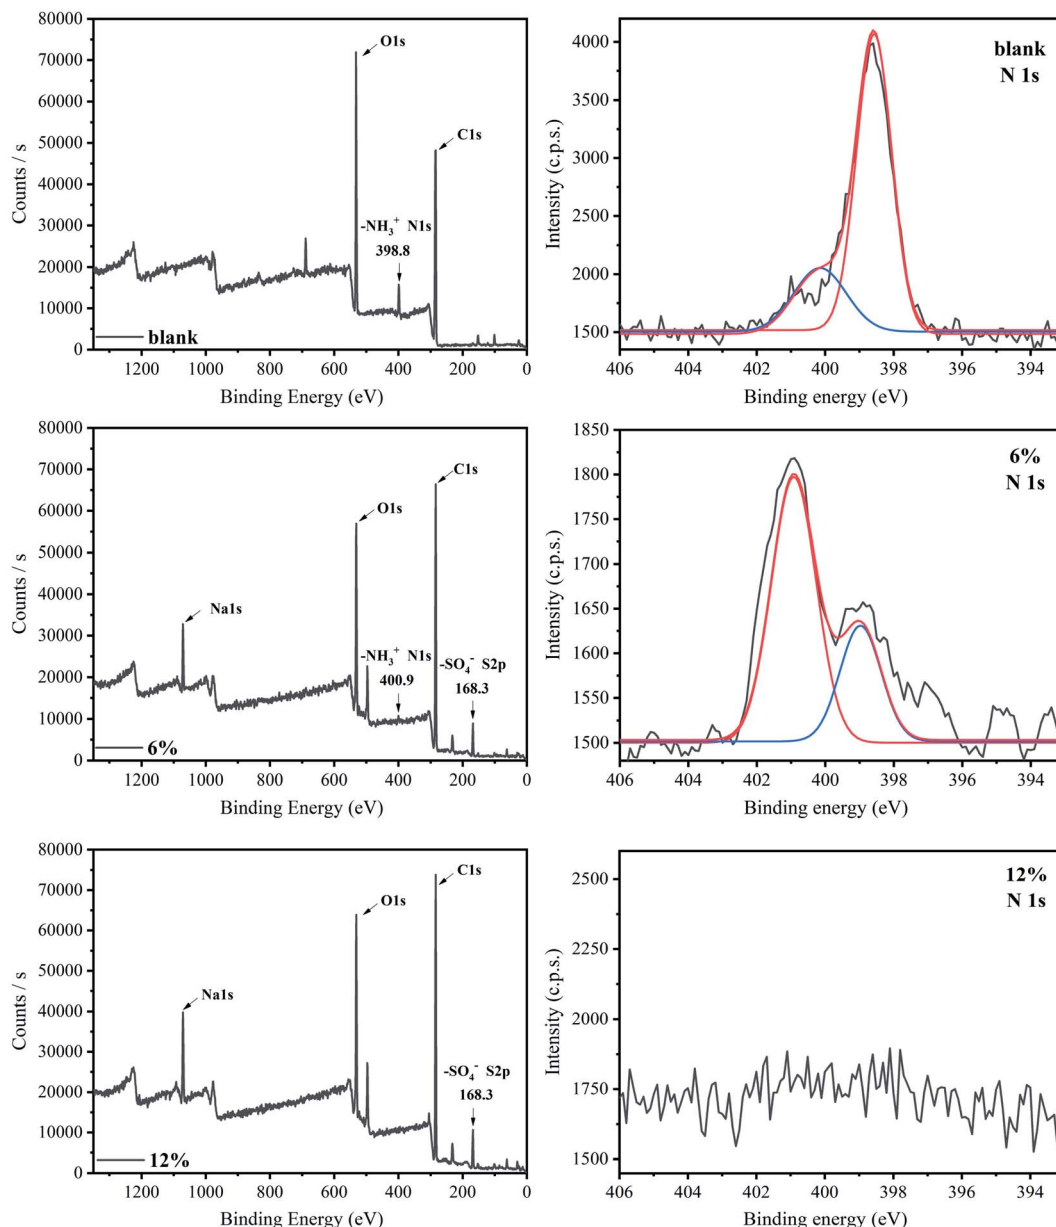 80000
70000
60000
50000
40000
30000
20000
10000
0
Counts / s
O1s
C1s
-NH₃⁺ N1s
398.8
blank
1200 1000 800 600 400 200 0
Binding Energy (eV)
4000
3500
3000
2500
2000
1500
Intensity (c.p.s.)
blank
N 1s
406 404 402 400 398 396 394
Binding energy (eV)
80000
70000
60000
50000
40000
30000
20000
10000
0
Counts / s
C1s
O1s
Na1s
-NH₃⁺ N1s
400.9
-SO₄⁻ S2p
168.3
6%
1200 1000 800 600 400 200 0
Binding Energy (eV)
1850
1800
1750
1700
1650
1600
1550
1500
Intensity (c.p.s.)
6%
N 1s
406 404 402 400 398 396 394
Binding energy (eV)
80000
70000
60000
50000
40000
30000
20000
10000
0
Counts / s
C1s
O1s
Na1s
-SO₄⁻ S2p
168.3
12%
1200 1000 800 600 400 200 0
Binding Energy (eV)
2500
2250
2000
1750
1500
Intensity (c.p.s.)
12%
N 1s
406 404 402 400 398 396 394
Binding energy (eV)